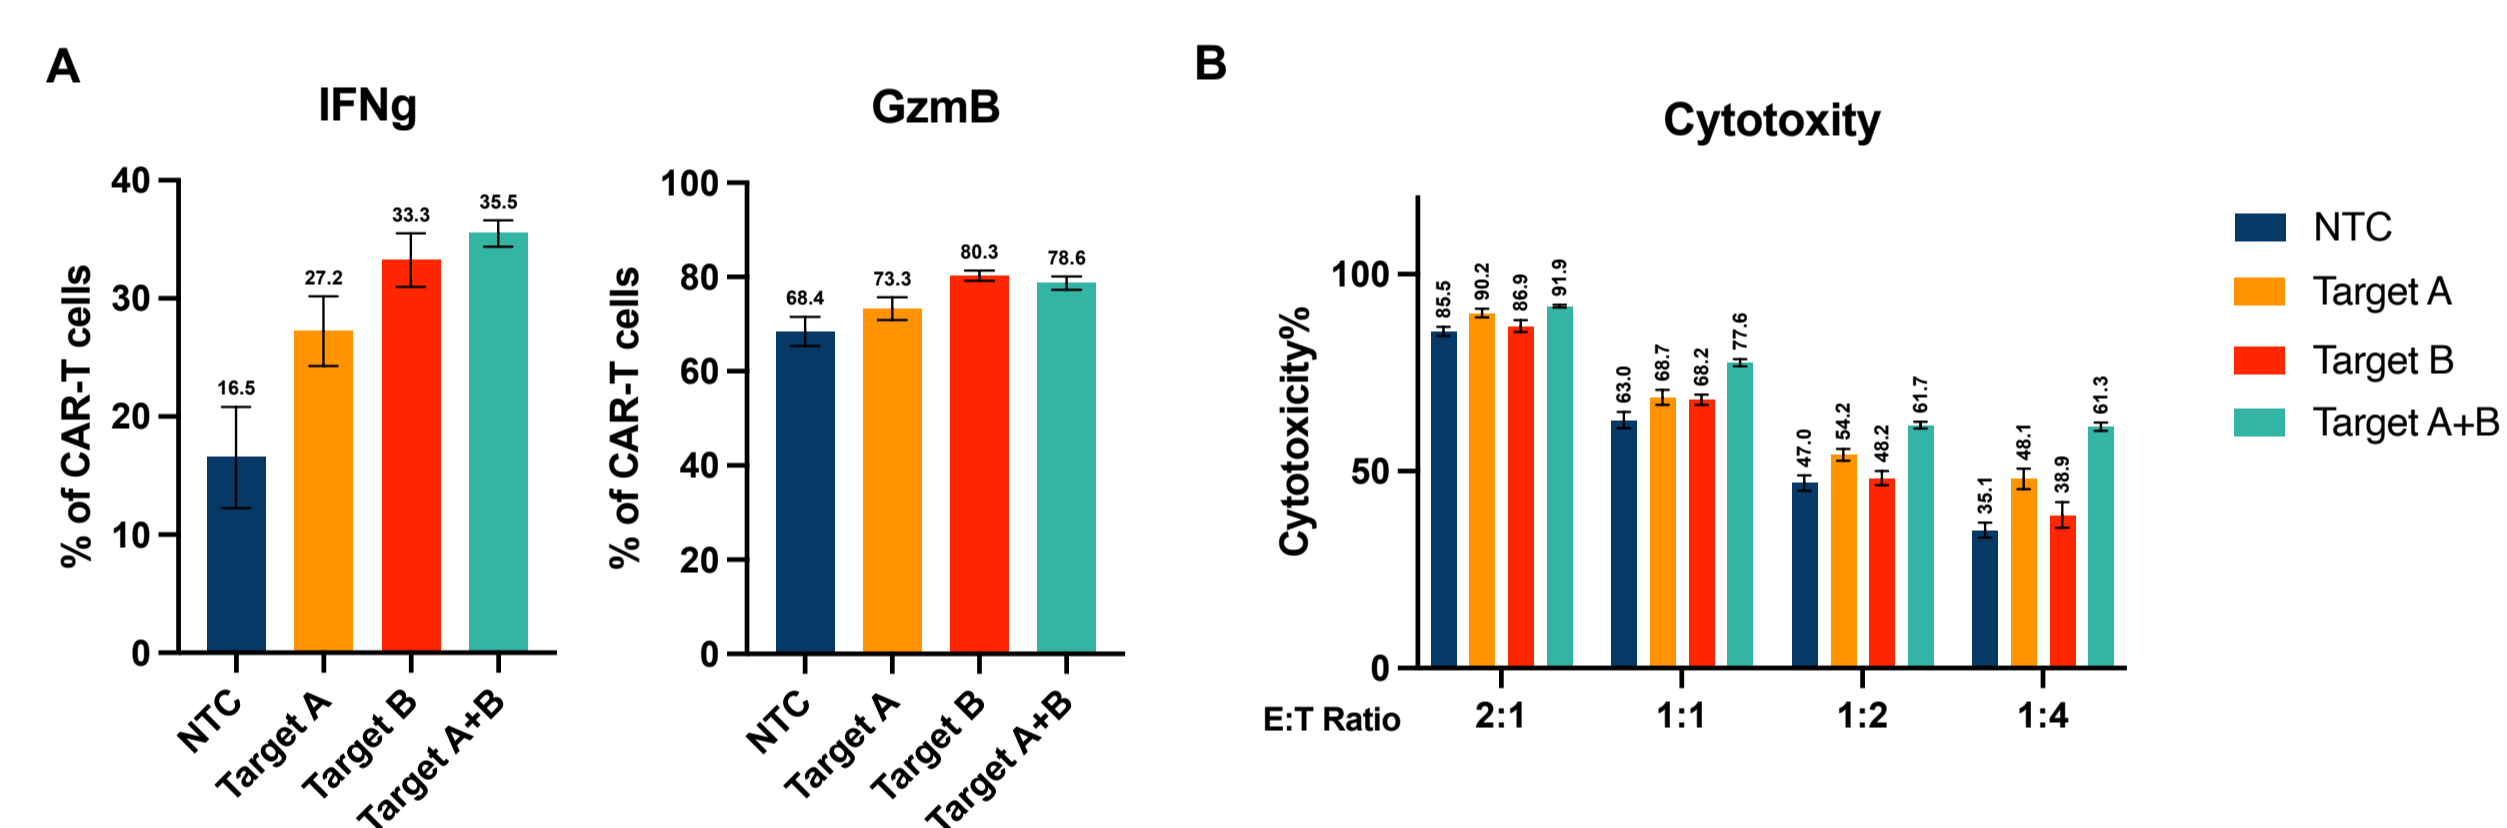 A
IFNg
% of CAR-T cells
40
30
20
10
0
16.5
27.2
33.3
35.5
NTC
Target A
Target B
Target A+B
GzmB
% of CAR-T cells
100
80
60
40
20
0
68.4
73.3
80.3
78.6
NTC
Target A
Target B
Target A+B
B
Cytotoxity
Cytotoxicity%
100
50
0
85.5
90.2
86.9
91.9
63.0
68.7
68.2
77.6
47.0
54.2
48.2
61.7
35.1
48.1
38.9
61.3
E:T Ratio
2:1
1:1
1:2
1:4
NTC
Target A
Target B
Target A+B